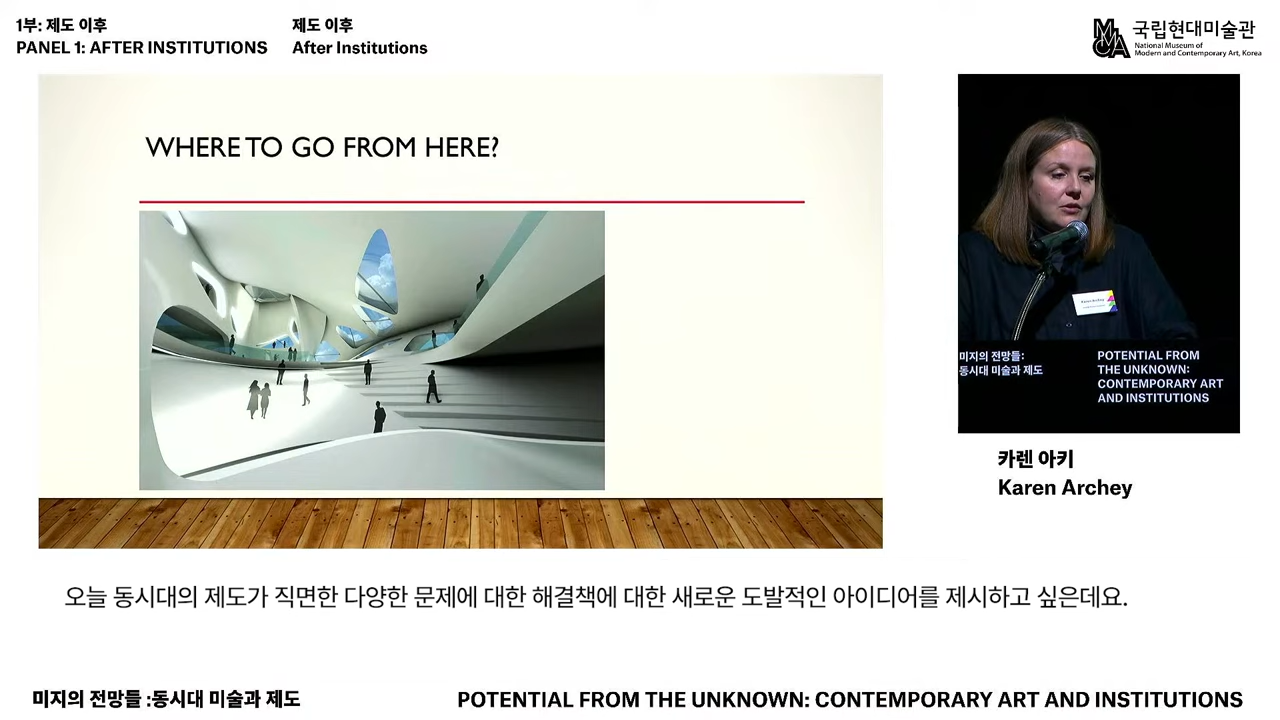 1부: 제도 이후
PANEL 1: AFTER INSTITUTIONS
제도 이후
After Institutions
MMCA
국립현대미술관
National Museum of
Modern and Contemporary Art, Korea
WHERE TO GO FROM HERE?
Karen Archey
미지의 전망들:
동시대 미술과 제도
POTENTIAL FROM
THE UNKNOWN:
CONTEMPORARY ART
AND INSTITUTIONS
카렌 아키
Karen Archey
오늘 동시대의 제도가 직면한 다양한 문제에 대한 해결책에 대한 새로운 도발적인 아이디어를 제시하고 싶은데요.
미지의 전망들 :동시대 미술과 제도
POTENTIAL FROM THE UNKNOWN: CONTEMPORARY ART AND INSTITUTIONS